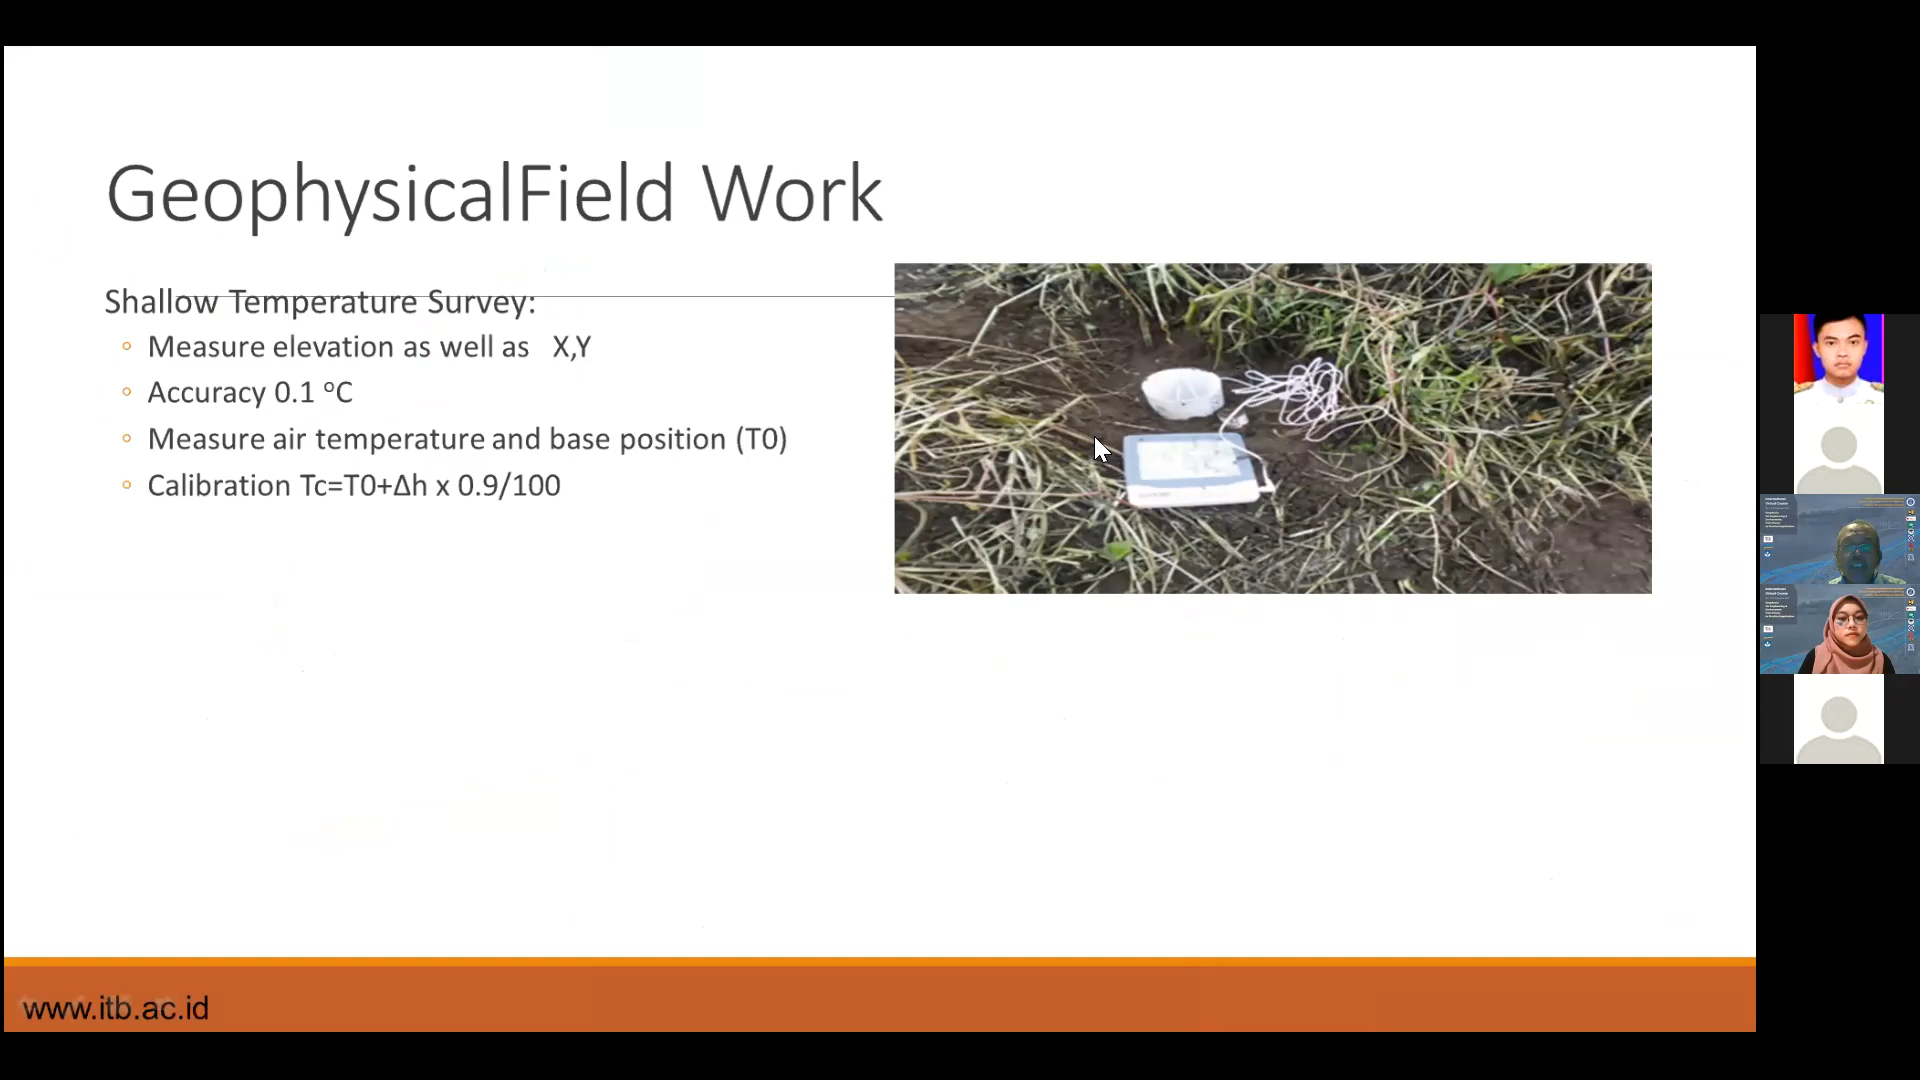 GeophysicalField Work
Shallow Temperature Survey:
Measure elevation as well as X,Y
Accuracy 0.1 °C
Measure air temperature and base position (T0)
Calibration Tc=T0+Δh x 0.9/100
www.itb.ac.id